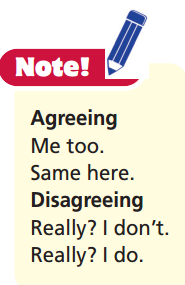 Note!
Agreeing
Me too.
Same here.
Disagreeing
Really? I don't.
Really? I do.